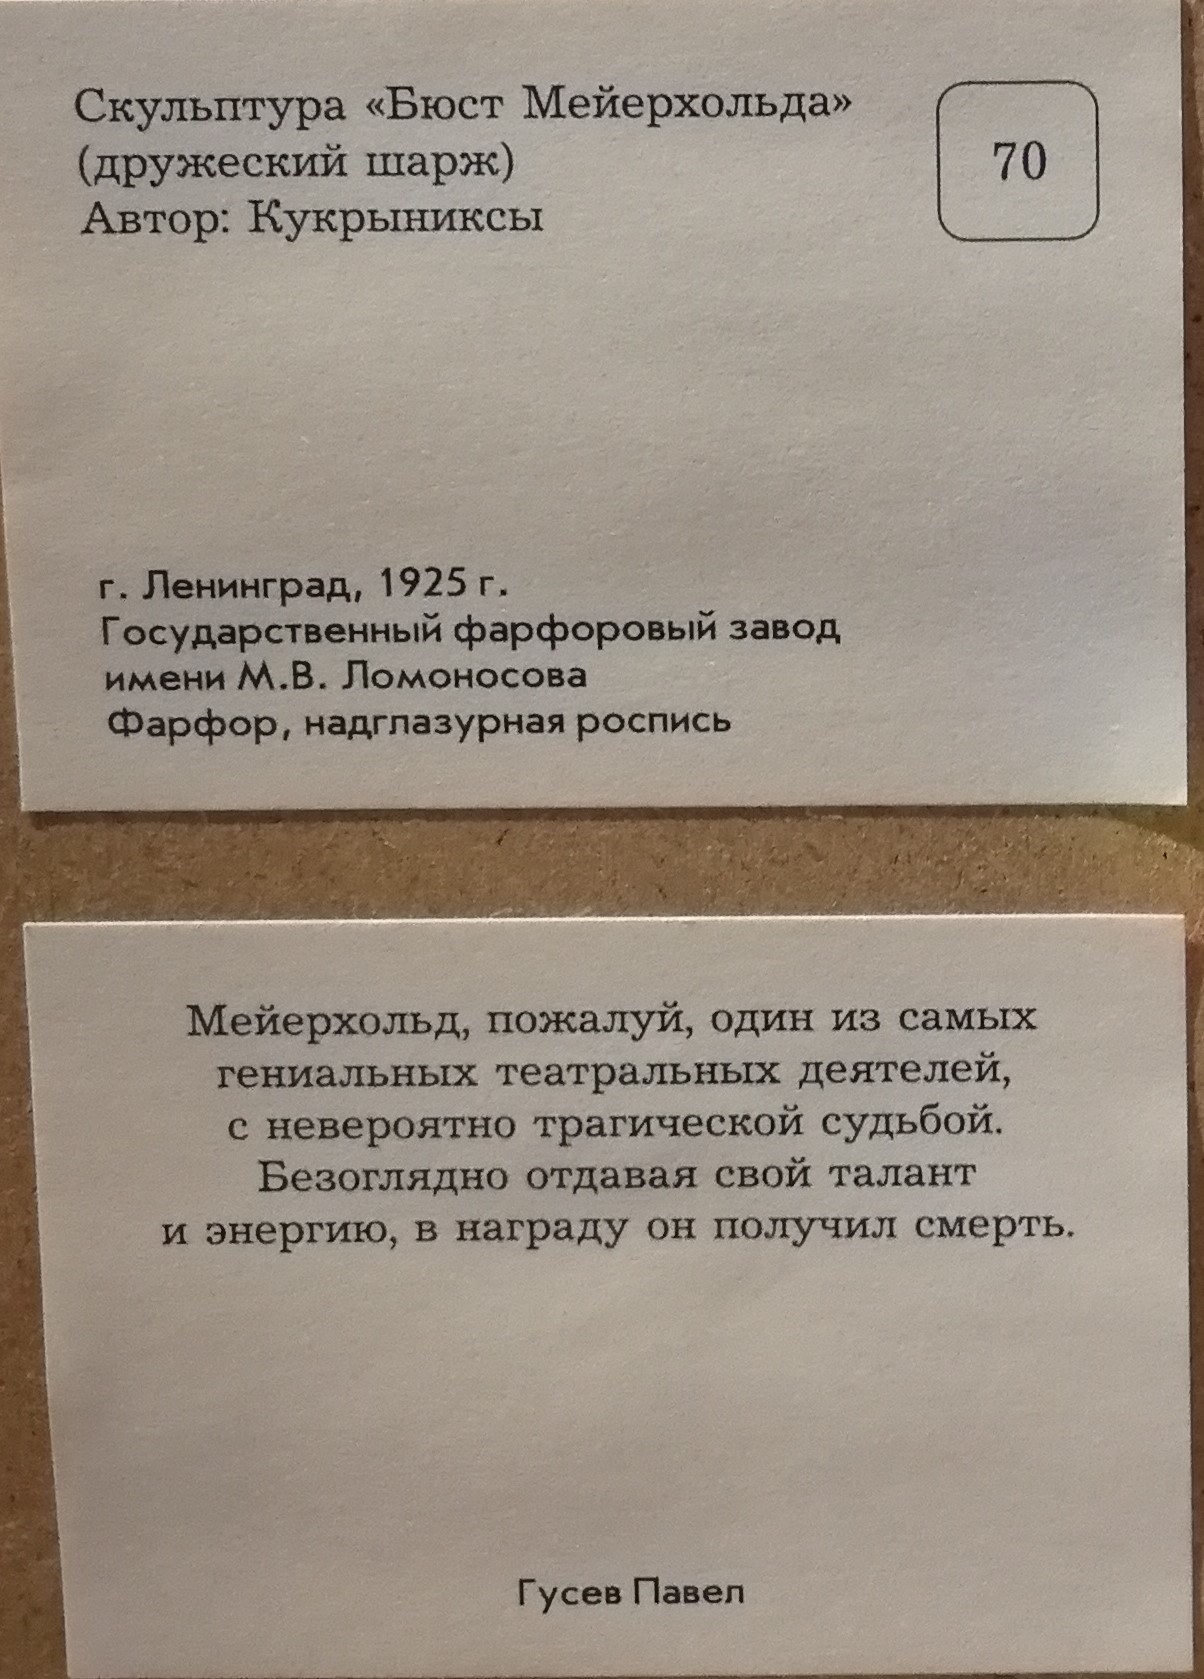 Скульптура «Бюст Мейерхольда»
(дружеский шарж)
Автор: Кукрыниксы
70
г. Ленинград, 1925 г.
Государственный фарфоровый завод
имени М.В. Ломоносова
Фарфор, надглазурная роспись
Мейерхольд, пожалуй, один из самых
гениальных театральных деятелей,
с невероятно трагической судьбой.
Безоглядно отдавая свой талант
и энергию, в награду он получил смерть.
Гусев Павел